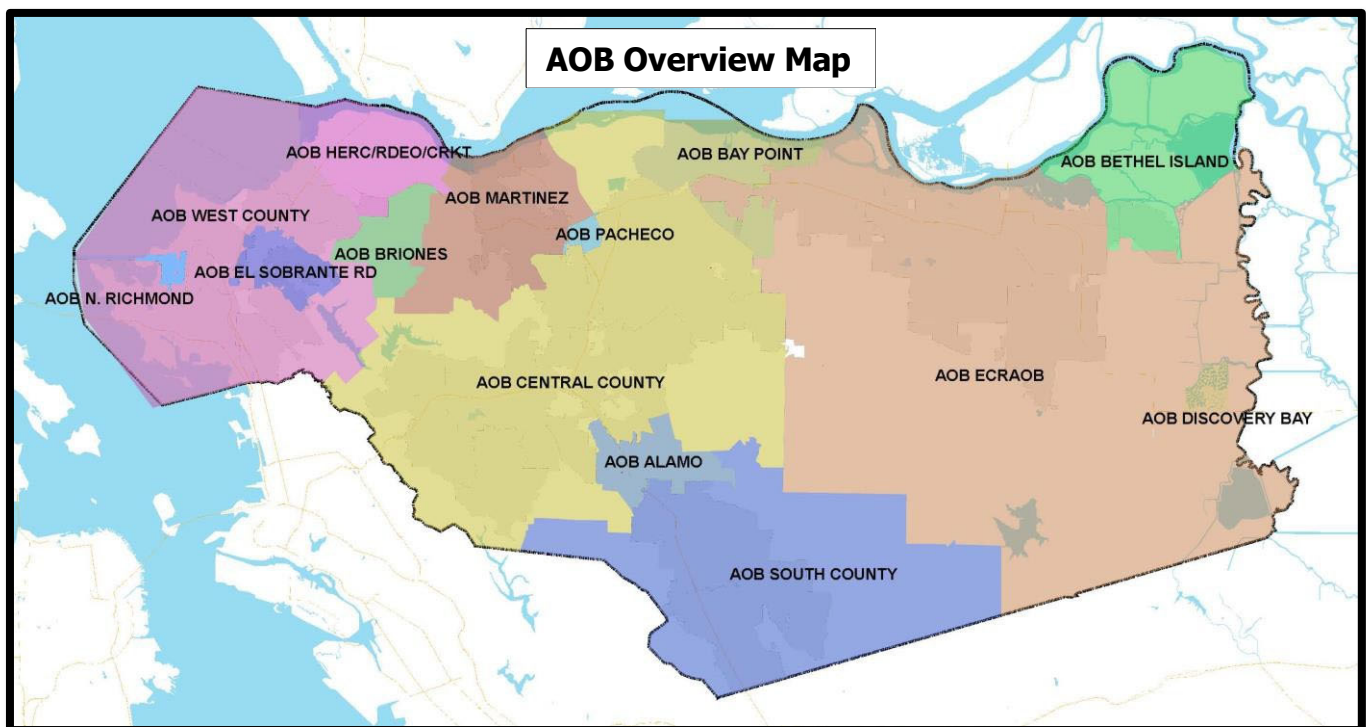 AOB Overview Map
AOB HERC/RDEO/CRKT
AOB BAY POINT
AOB BETHEL ISLAND
AOB MARTINEZ
AOB WEST COUNTY
AOB PACHECO
AOB BRIONES
AOB EL SOBRANTE RD
AOB N. RICHMOND
AOB CENTRAL COUNTY
AOB ECRAOB
AOB DISCOVERY BAY
AOB ALAMO
AOB SOUTH COUNTY